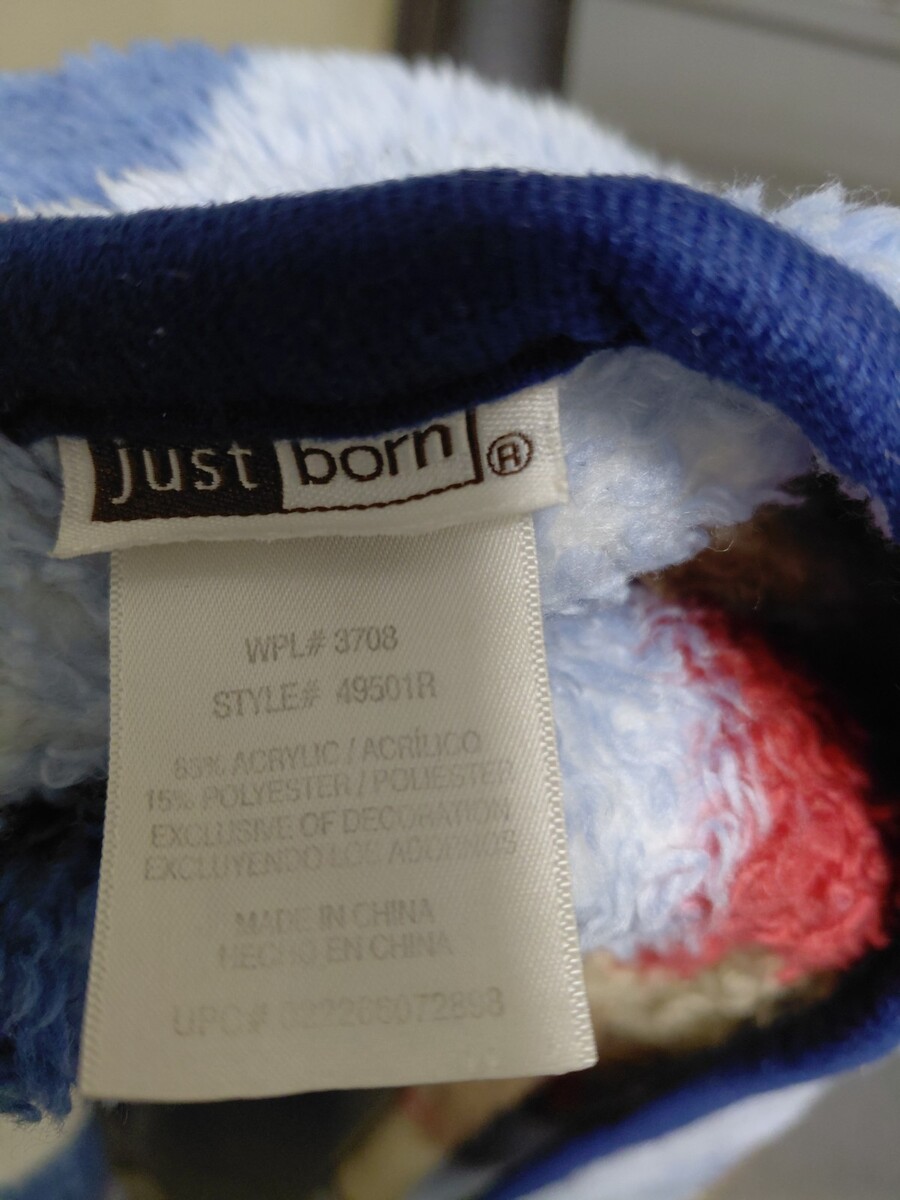 just born ®
WPL# 3708
STYLE# 49501R
85% ACRYLIC / ACRÍLICO
15% POLYESTER / POLIESTER
EXCLUSIVE OF DECORATION
EXCLUYENDO LOS ADORNOS
MADE IN CHINA
HECHO EN CHINA
UPC#